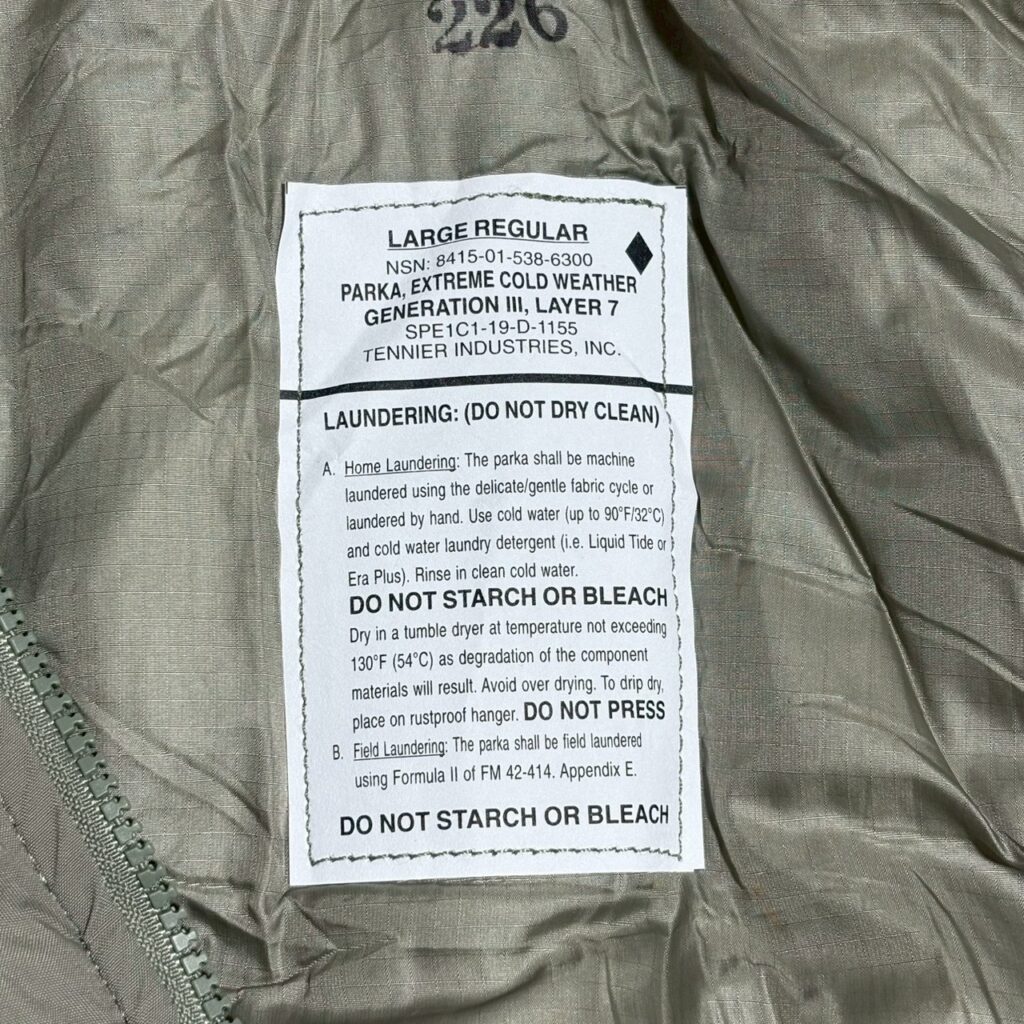 226
LARGE REGULAR
NSN: 8415-01-538-6300
PARKA, EXTREME COLD WEATHER
GENERATION III, LAYER 7
SPE1C1-19-D-1155
TENNIER INDUSTRIES, INC.
LAUNDERING: (DO NOT DRY CLEAN)
A. Home Laundering: The parka shall be machine
laundered using the delicate/gentle fabric cycle or
laundered by hand. Use cold water (up to 90°F/32°C)
and cold water laundry detergent (i.e. Liquid Tide or
Era Plus). Rinse in clean cold water.
DO NOT STARCH OR BLEACH
Dry in a tumble dryer at temperature not exceeding
130°F (54°C) as degradation of the component
materials will result. Avoid over drying. To drip dry,
place on rustproof hanger. DO NOT PRESS
B. Field Laundering: The parka shall be field laundered
using Formula II of FM 42-414. Appendix E.
DO NOT STARCH OR BLEACH